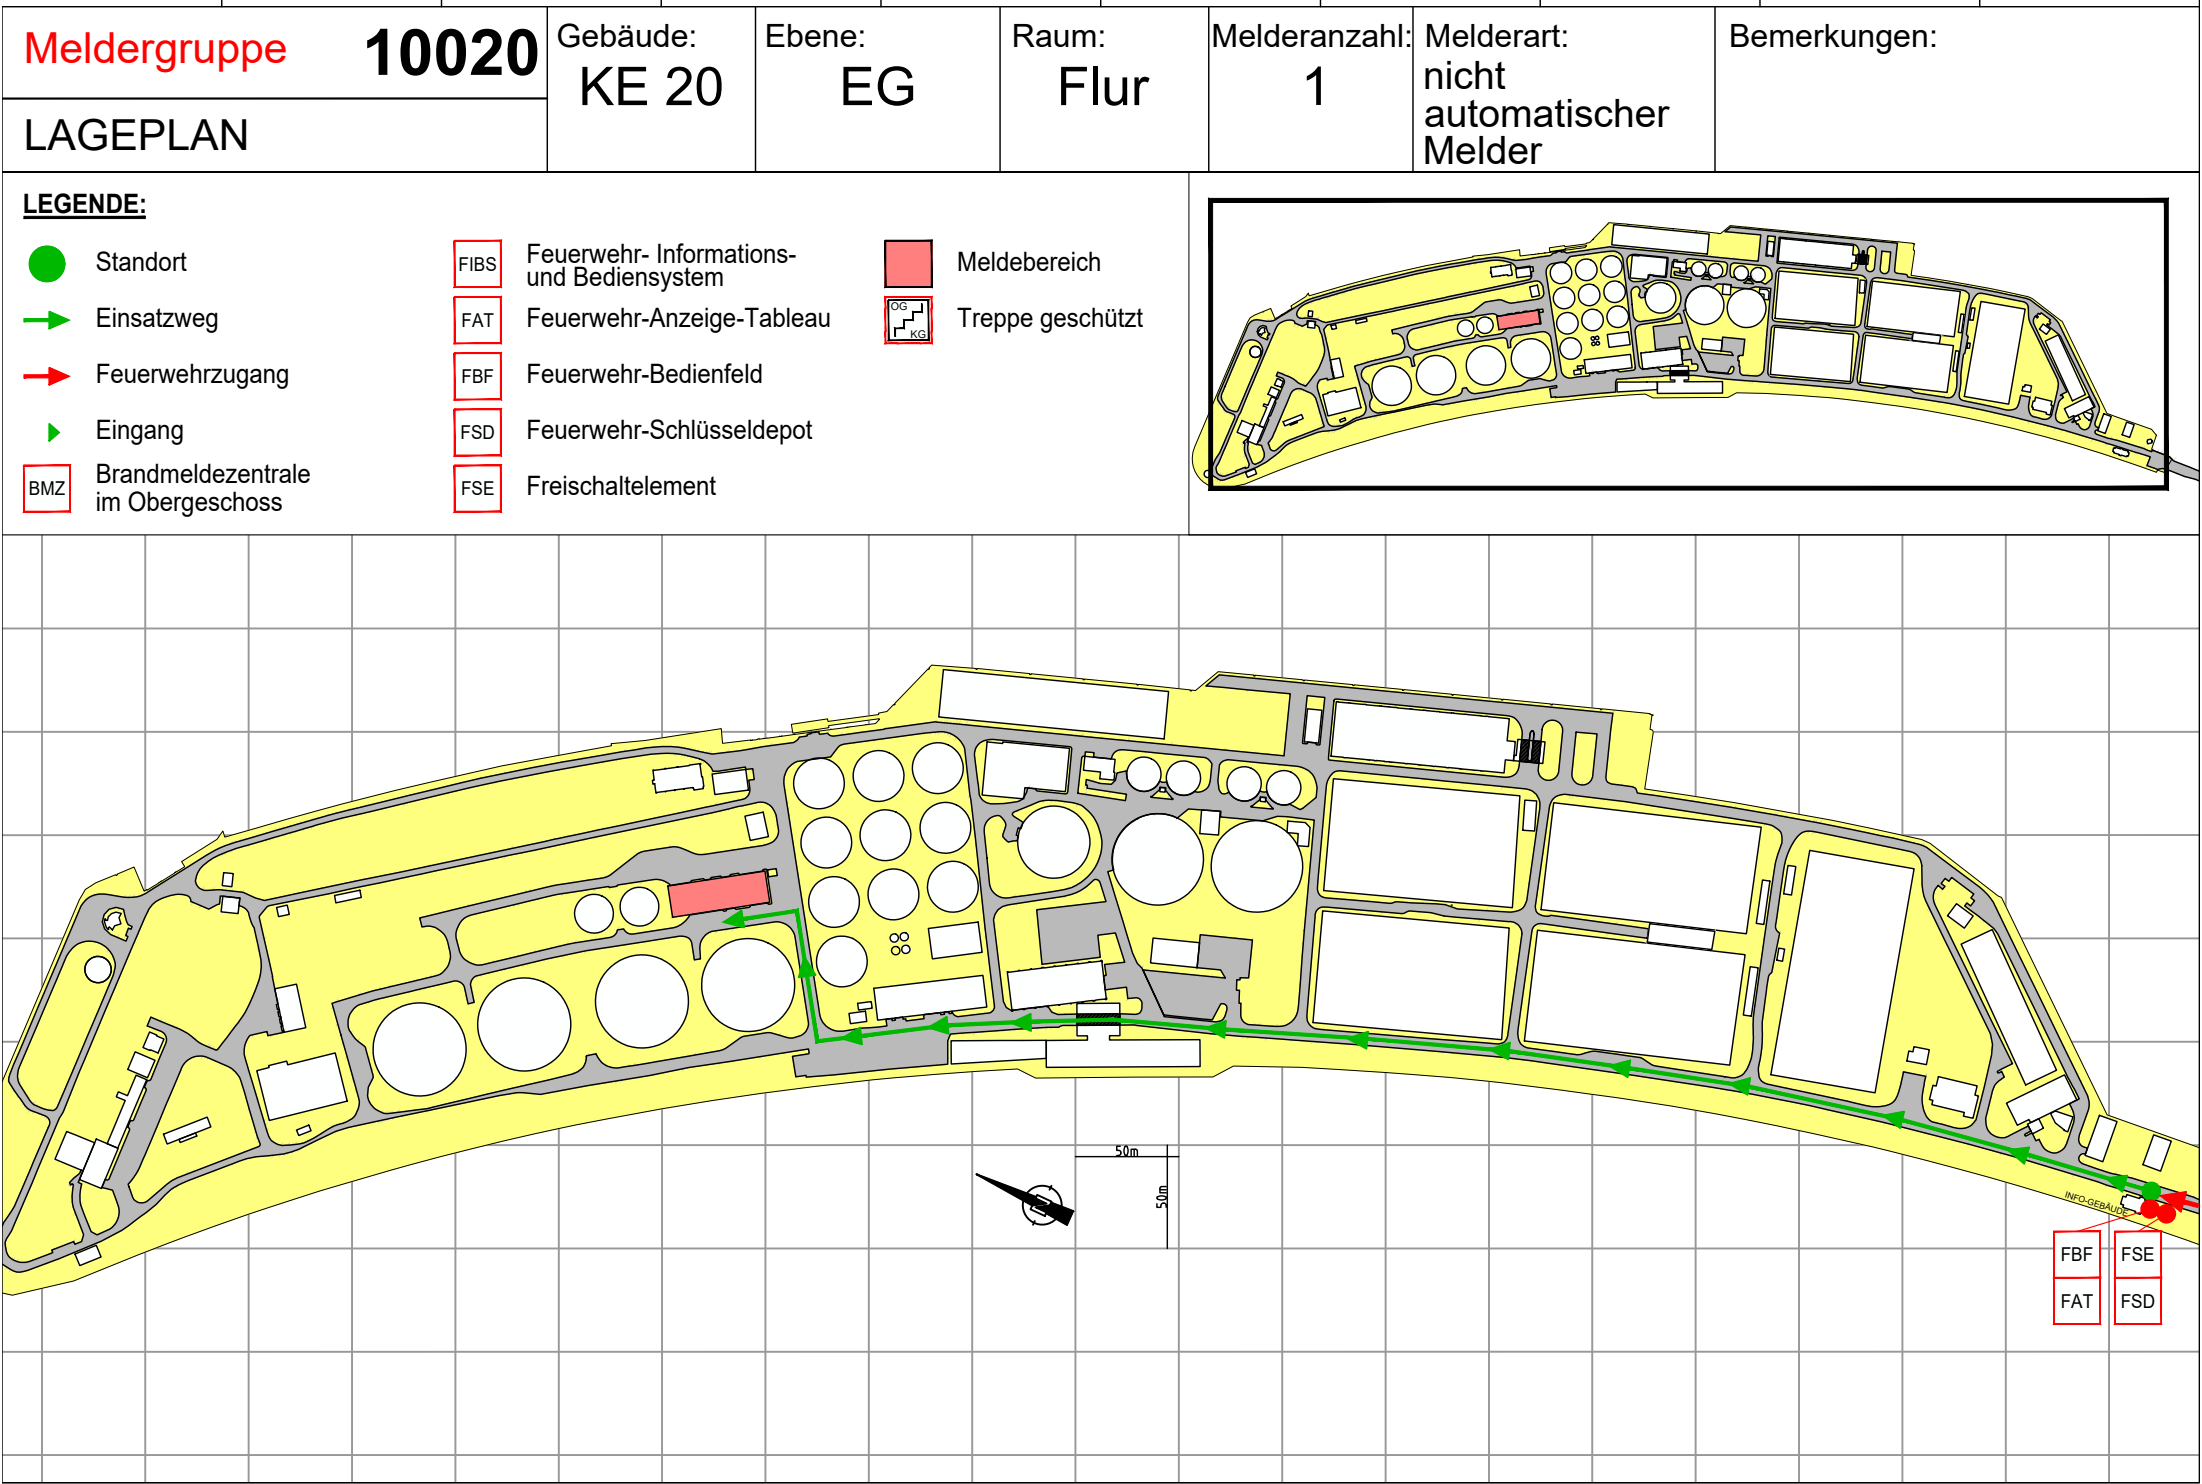 Meldergruppe 10020
LAGEPLAN
Gebäude:
KE 20
Ebene:
EG
Raum:
Flur
Melderanzahl:
1
Melderart:
nicht
automatischer
Melder
Bemerkungen:
LEGENDE:
Standort
Einsatzweg
Feuerwehrzugang
Eingang
BMZ
Brandmeldezentrale
im Obergeschoss
FIBS
Feuerwehr- Informations-
und Bediensystem
FAT
Feuerwehr-Anzeige-Tableau
FBF
Feuerwehr-Bedienfeld
FSD
Feuerwehr-Schlüsseldepot
FSE
Freischaltelement
Meldebereich
OG
KG
Treppe geschützt
50m
50m
INFO-GEBÄUDE
FBF
FSE
FAT
FSD